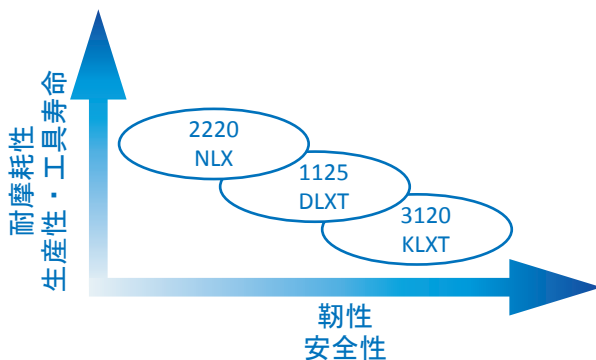 耐摩耗性
生産性・工具寿命
2220
NLX
1125
DLXT
3120
KLXT
靭性
安全性